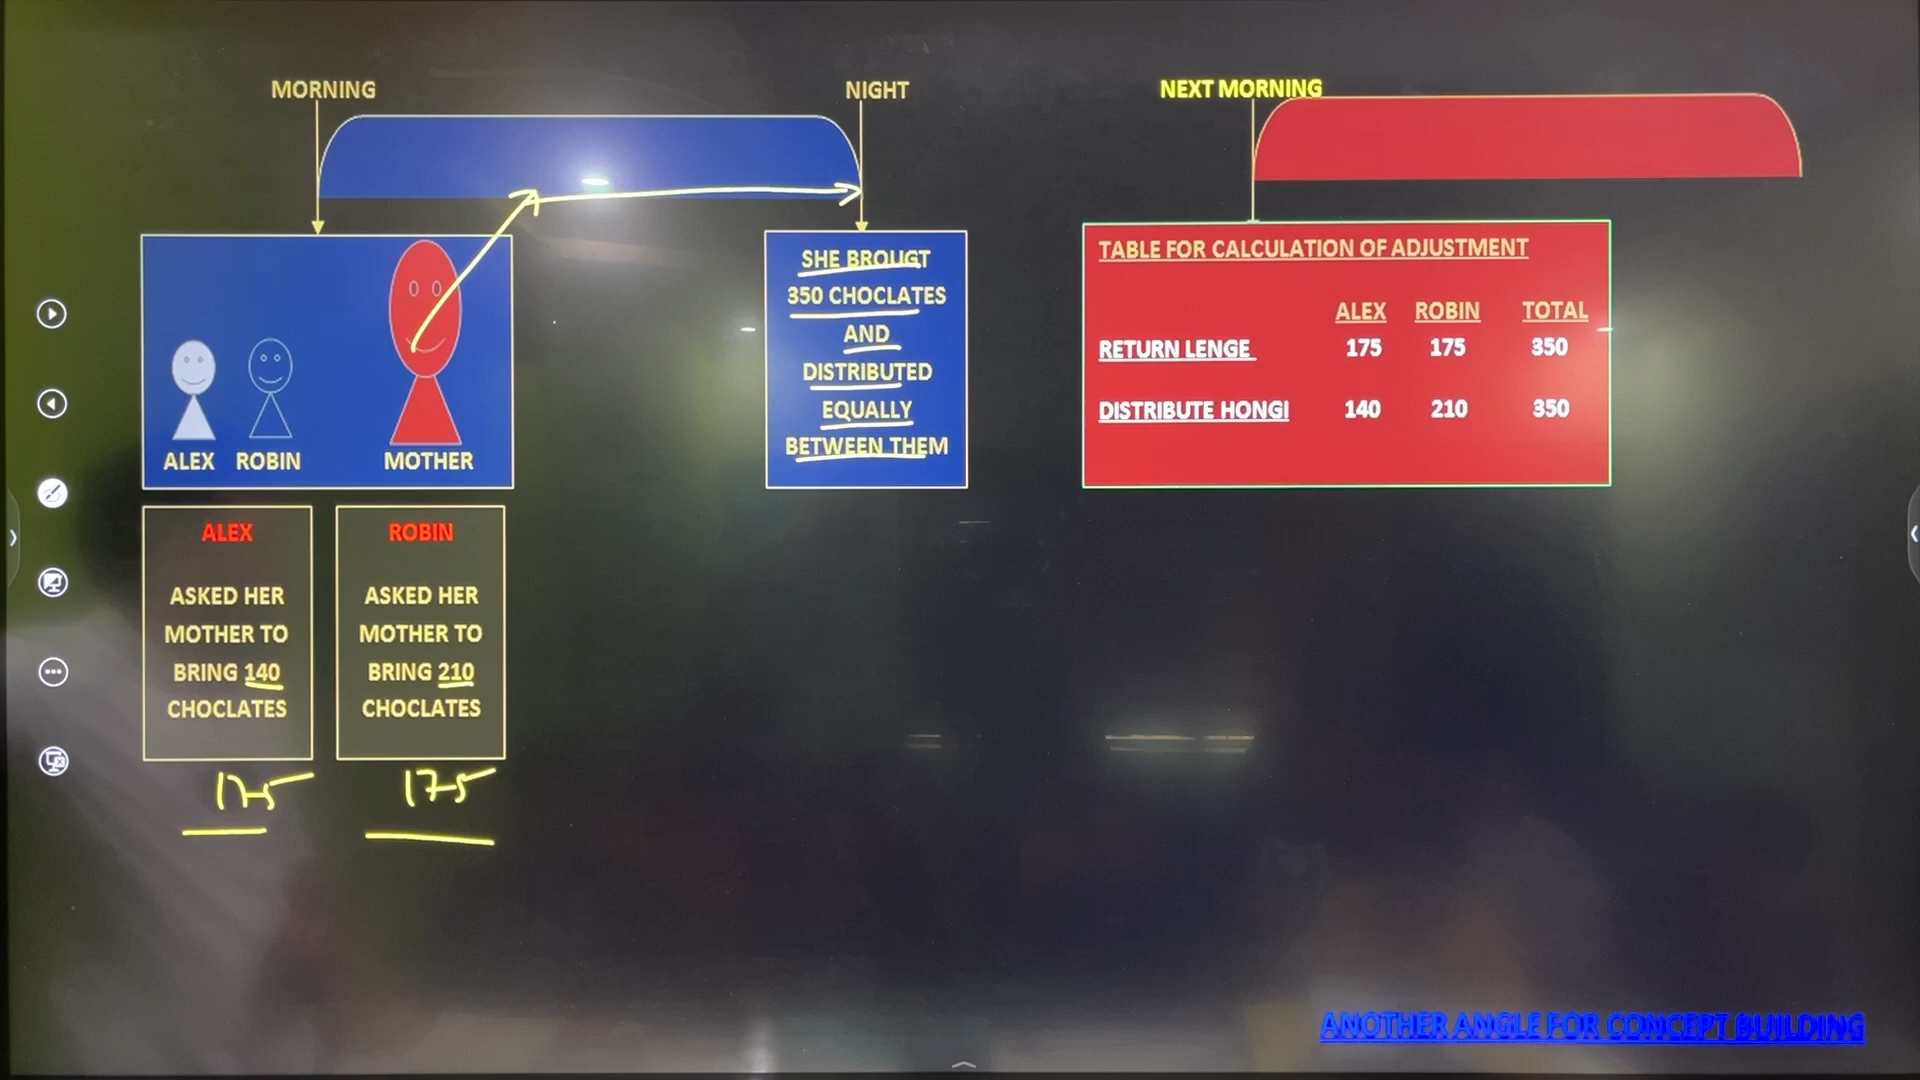 MORNING
NIGHT
NEXT MORNING
ALEX ROBIN MOTHER
SHE BROUGT
350 CHOCLATES
AND
DISTRIBUTED
EQUALLY
BETWEEN THEM
TABLE FOR CALCULATION OF ADJUSTMENT
ALEX ROBIN TOTAL
RETURN LENGE 175 175 350
DISTRIBUTE HONGI 140 210 350
ALEX
ASKED HER
MOTHER TO
BRING 140
CHOCLATES
175
ROBIN
ASKED HER
MOTHER TO
BRING 210
CHOCLATES
175
ANOTHER ANGLE FOR CONCEPT BUILDING